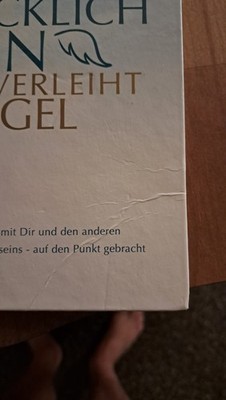 CKLICH
N
VERLEIHT
GEL
mit Dir und den anderen
seins - auf den Punkt gebracht